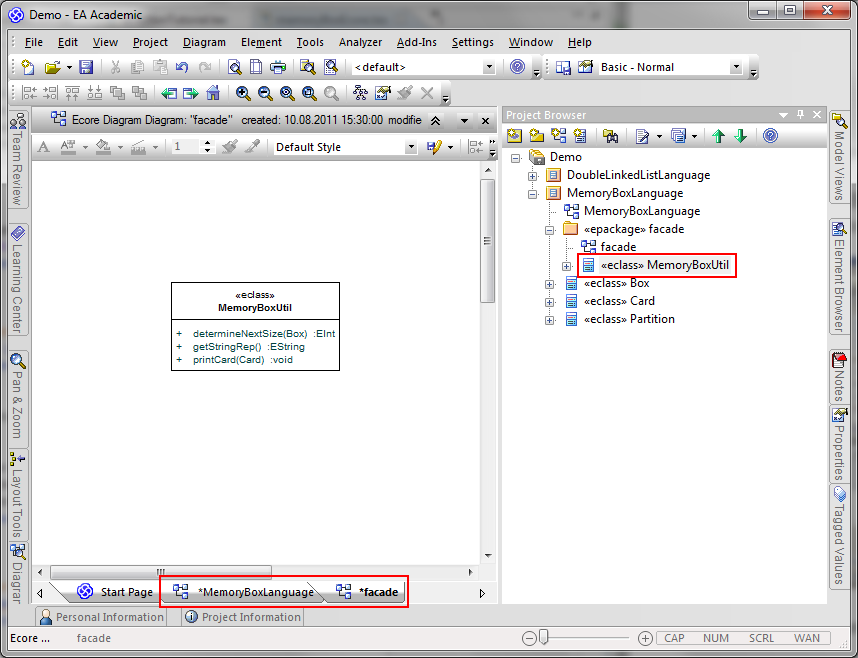 Demo - EA Academic
File Edit View Project Diagram Element Tools Analyzer Add-Ins Settings Window Help
<default> Basic - Normal
Ecore Diagram Diagram: "facade" created: 10.08.2011 15:30:00 modifie
1 Default Style
Team Review
Learning Center
Pan & Zoom
Layout Tools
Diagrar
«eclass»
MemoryBoxUtil
+ determineNextSize(Box) :EInt
+ getStringRep() :EString
+ printCard(Card) :void
Start Page *MemoryBoxLanguage *facade
Project Browser
Demo
DoubleLinkedListLanguage
MemoryBoxLanguage
MemoryBoxLanguage
«epackage» facade
facade
«eclass» MemoryBoxUtil
«eclass» Box
«eclass» Card
«eclass» Partition
Model Views
Element Browser
Notes
Properties
Tagged Values
Personal Information Project Information
Ecore ... facade CAP NUM SCRL WAN